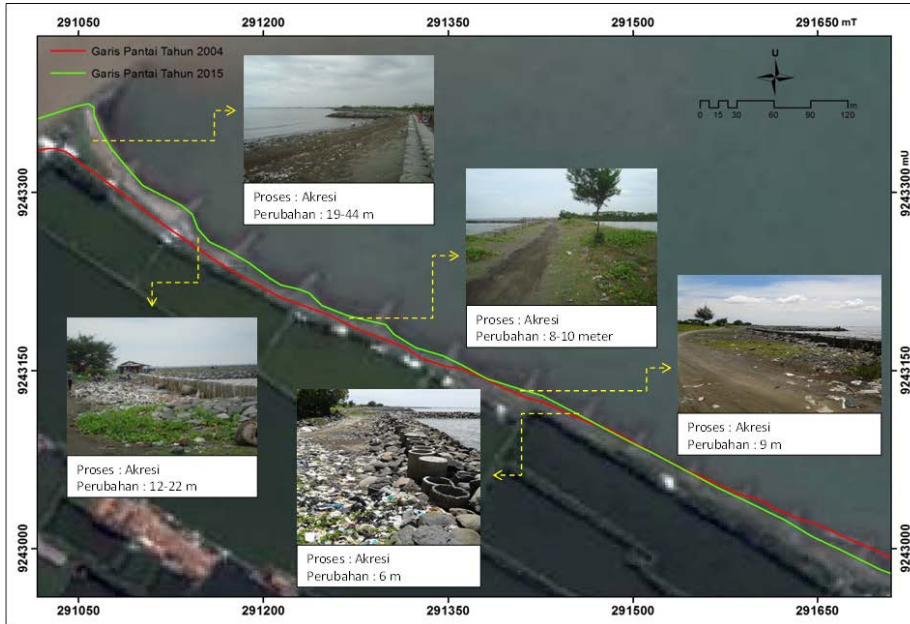 291050
291200
291350
291500
291650 mT
Garis Pantai Tahun 2004
Garis Pantai Tahun 2015
U
0 15 30 60 90 120
m
9243300
9243300 mU
Proses : Akresi
Perubahan : 19-44 m
Proses : Akresi
Perubahan : 8-10 meter
9243150
9243150
Proses : Akresi
Perubahan : 12-22 m
Proses : Akresi
Perubahan : 9 m
Proses : Akresi
Perubahan : 6 m
9243000
9243000
291050
291200
291350
291500
291650